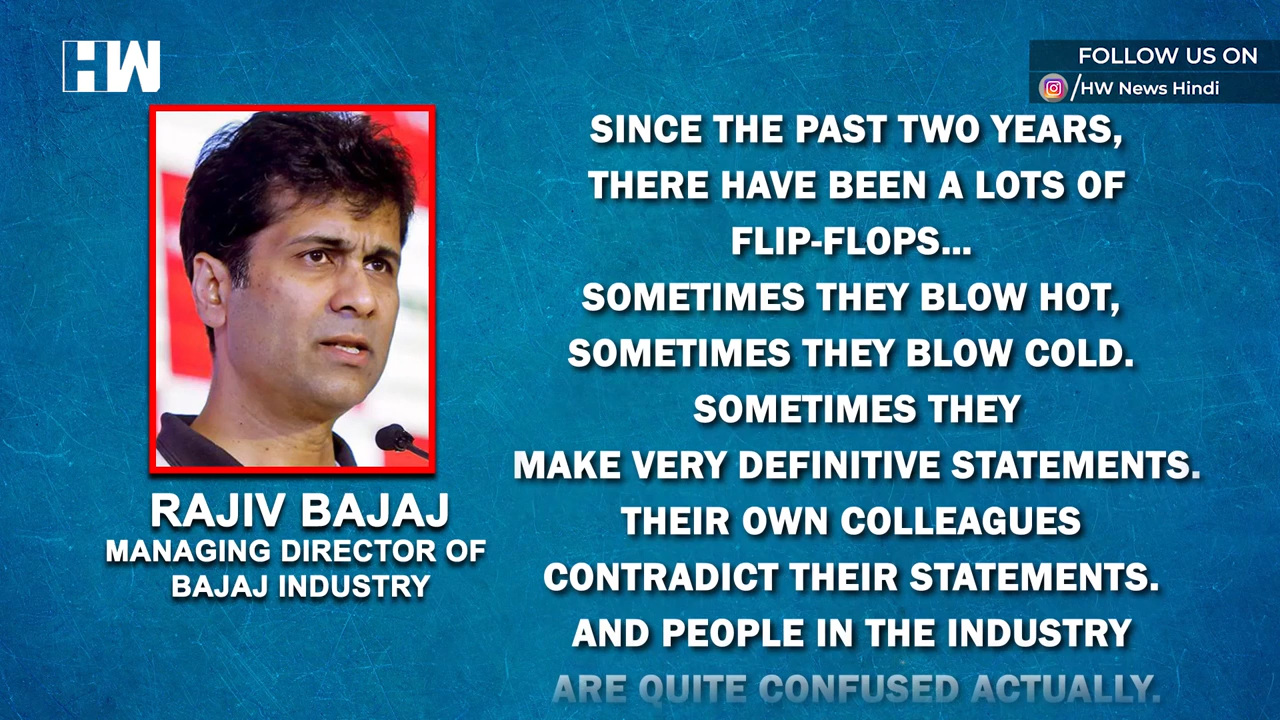 HW
FOLLOW US ON
/HW News Hindi
SINCE THE PAST TWO YEARS,
THERE HAVE BEEN A LOTS OF
FLIP-FLOPS...
SOMETIMES THEY BLOW HOT,
SOMETIMES THEY BLOW COLD.
SOMETIMES THEY
MAKE VERY DEFINITIVE STATEMENTS.
THEIR OWN COLLEAGUES
CONTRADICT THEIR STATEMENTS.
AND PEOPLE IN THE INDUSTRY
ARE QUITE CONFUSED ACTUALLY.
RAJIV BAJAJ
MANAGING DIRECTOR OF
BAJAJ INDUSTRY